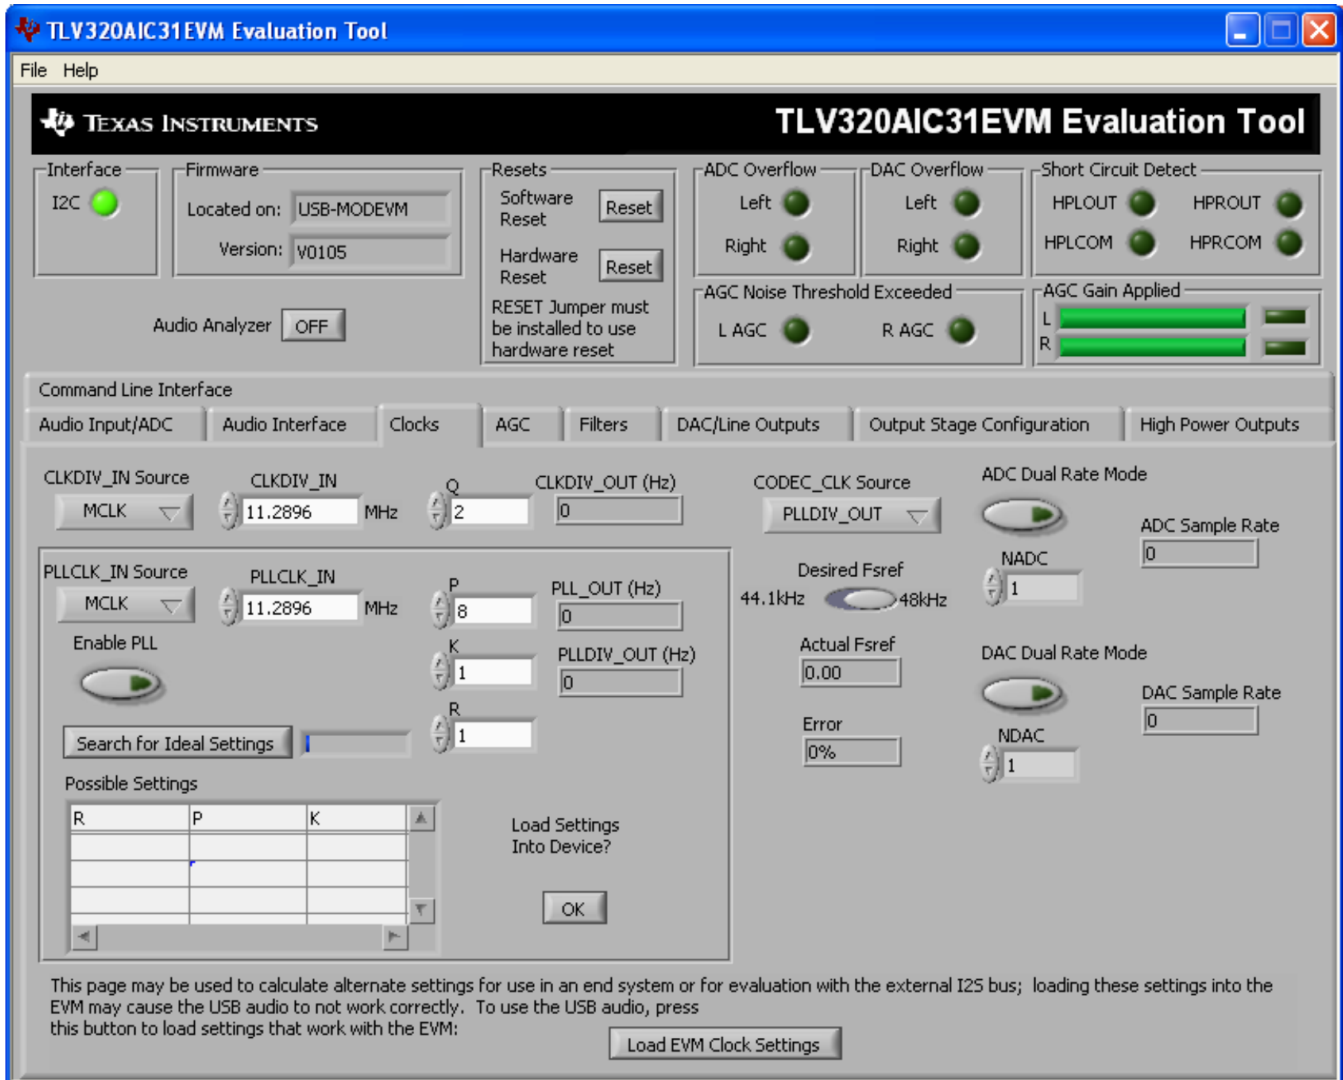 TLV320AIC31EVM Evaluation Tool
File Help
TEXAS INSTRUMENTS
TLV320AIC31EVM Evaluation Tool
Interface
I2C
Firmware
Located on: USB-MODEVM
Version: V0105
Audio Analyzer OFF
Resets
Software
Reset
Reset
Hardware
Reset
Reset
RESET Jumper must
be installed to use
hardware reset
ADC Overflow
Left
Right
DAC Overflow
Left
Right
Short Circuit Detect
HPLOUT HPROUT
HPLCOM HPRCOM
AGC Noise Threshold Exceeded
L AGC R AGC
AGC Gain Applied
L
R
Command Line Interface
Audio Input/ADC Audio Interface Clocks AGC Filters DAC/Line Outputs Output Stage Configuration High Power Outputs
CLKDIV_IN Source
MCLK
CLKDIV_IN
11.2896 MHz
Q
2
CLKDIV_OUT (Hz)
0
PLLCLK_IN Source
MCLK
PLLCLK_IN
11.2896 MHz
P
8
PLL_OUT (Hz)
0
Enable PLL
K
1
PLLDIV_OUT (Hz)
0
R
1
Search for Ideal Settings
Possible Settings
R P K
Load Settings
Into Device?
OK
CODEC_CLK Source
PLLDIV_OUT
Desired Fsref
44.1kHz 48kHz
Actual Fsref
0.00
Error
0%
ADC Dual Rate Mode
NADC
1
ADC Sample Rate
0
DAC Dual Rate Mode
NDAC
1
DAC Sample Rate
0
This page may be used to calculate alternate settings for use in an end system or for evaluation with the external I2S bus; loading these settings into the
EVM may cause the USB audio to not work correctly. To use the USB audio, press
this button to load settings that work with the EVM:
Load EVM Clock Settings